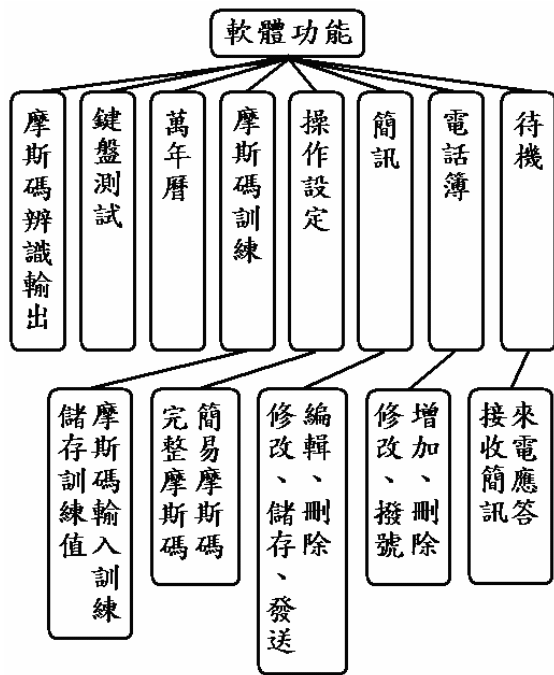 軟體功能
待機
電話簿
簡訊
操作設定
摩斯碼訓練
萬年曆
鍵盤測試
摩斯碼辨識輸出
來電應答
接收簡訊
增加、刪除
修改、撥號
編輯、刪除
修改、儲存、發送
簡易摩斯碼
完整摩斯碼
摩斯碼輸入訓練
儲存訓練值